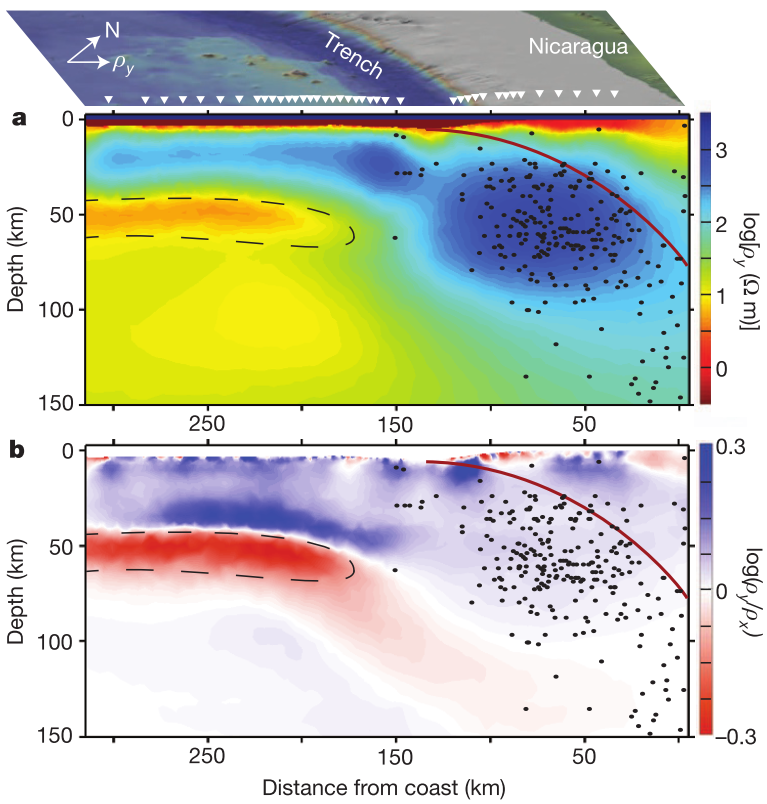 N
ρy
Trench
Nicaragua
a
0
50
100
150
Depth (km)
250
150
50
3
2
1
0
log[ρy (Ω m)]
b
0
50
100
150
Depth (km)
250
150
50
0.3
0
–0.3
log(ρy/ρx)
Distance from coast (km)